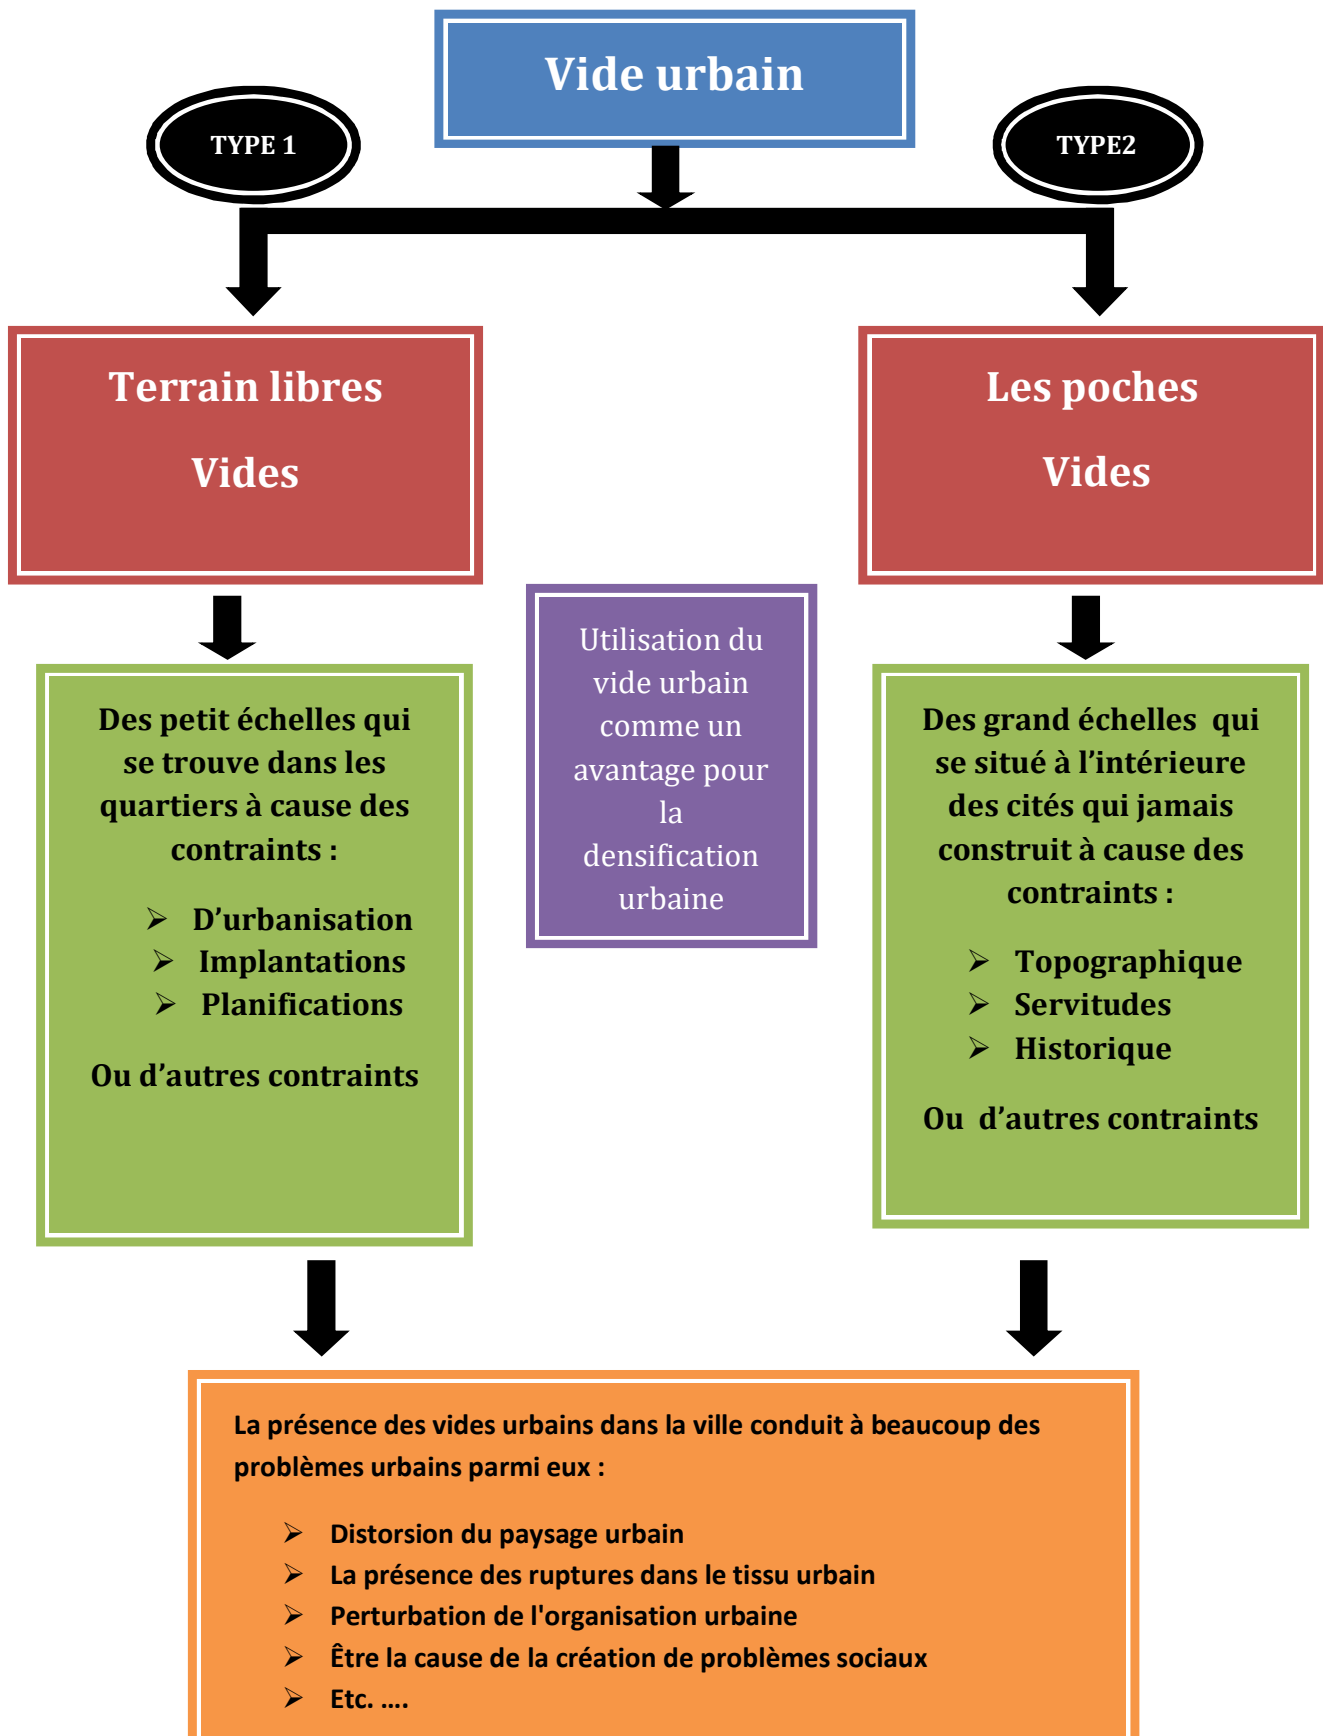 Vide urbain
TYPE 1
TYPE2
Terrain libres
Vides
Les poches
Vides
Des petit échelles qui
se trouve dans les
quartiers à cause des
contraints :
➢ D’urbanisation
➢ Implantations
➢ Planifications
Ou d’autres contraints
Utilisation du
vide urbain
comme un
avantage pour
la
densification
urbaine
Des grand échelles qui
se situé à l’intérieure
des cités qui jamais
construit à cause des
contraints :
➢ Topographique
➢ Servitudes
➢ Historique
Ou d’autres contraints
La présence des vides urbains dans la ville conduit à beaucoup des
problèmes urbains parmi eux :
➢ Distorsion du paysage urbain
➢ La présence des ruptures dans le tissu urbain
➢ Perturbation de l'organisation urbaine
➢ Être la cause de la création de problèmes sociaux
➢ Etc. ....